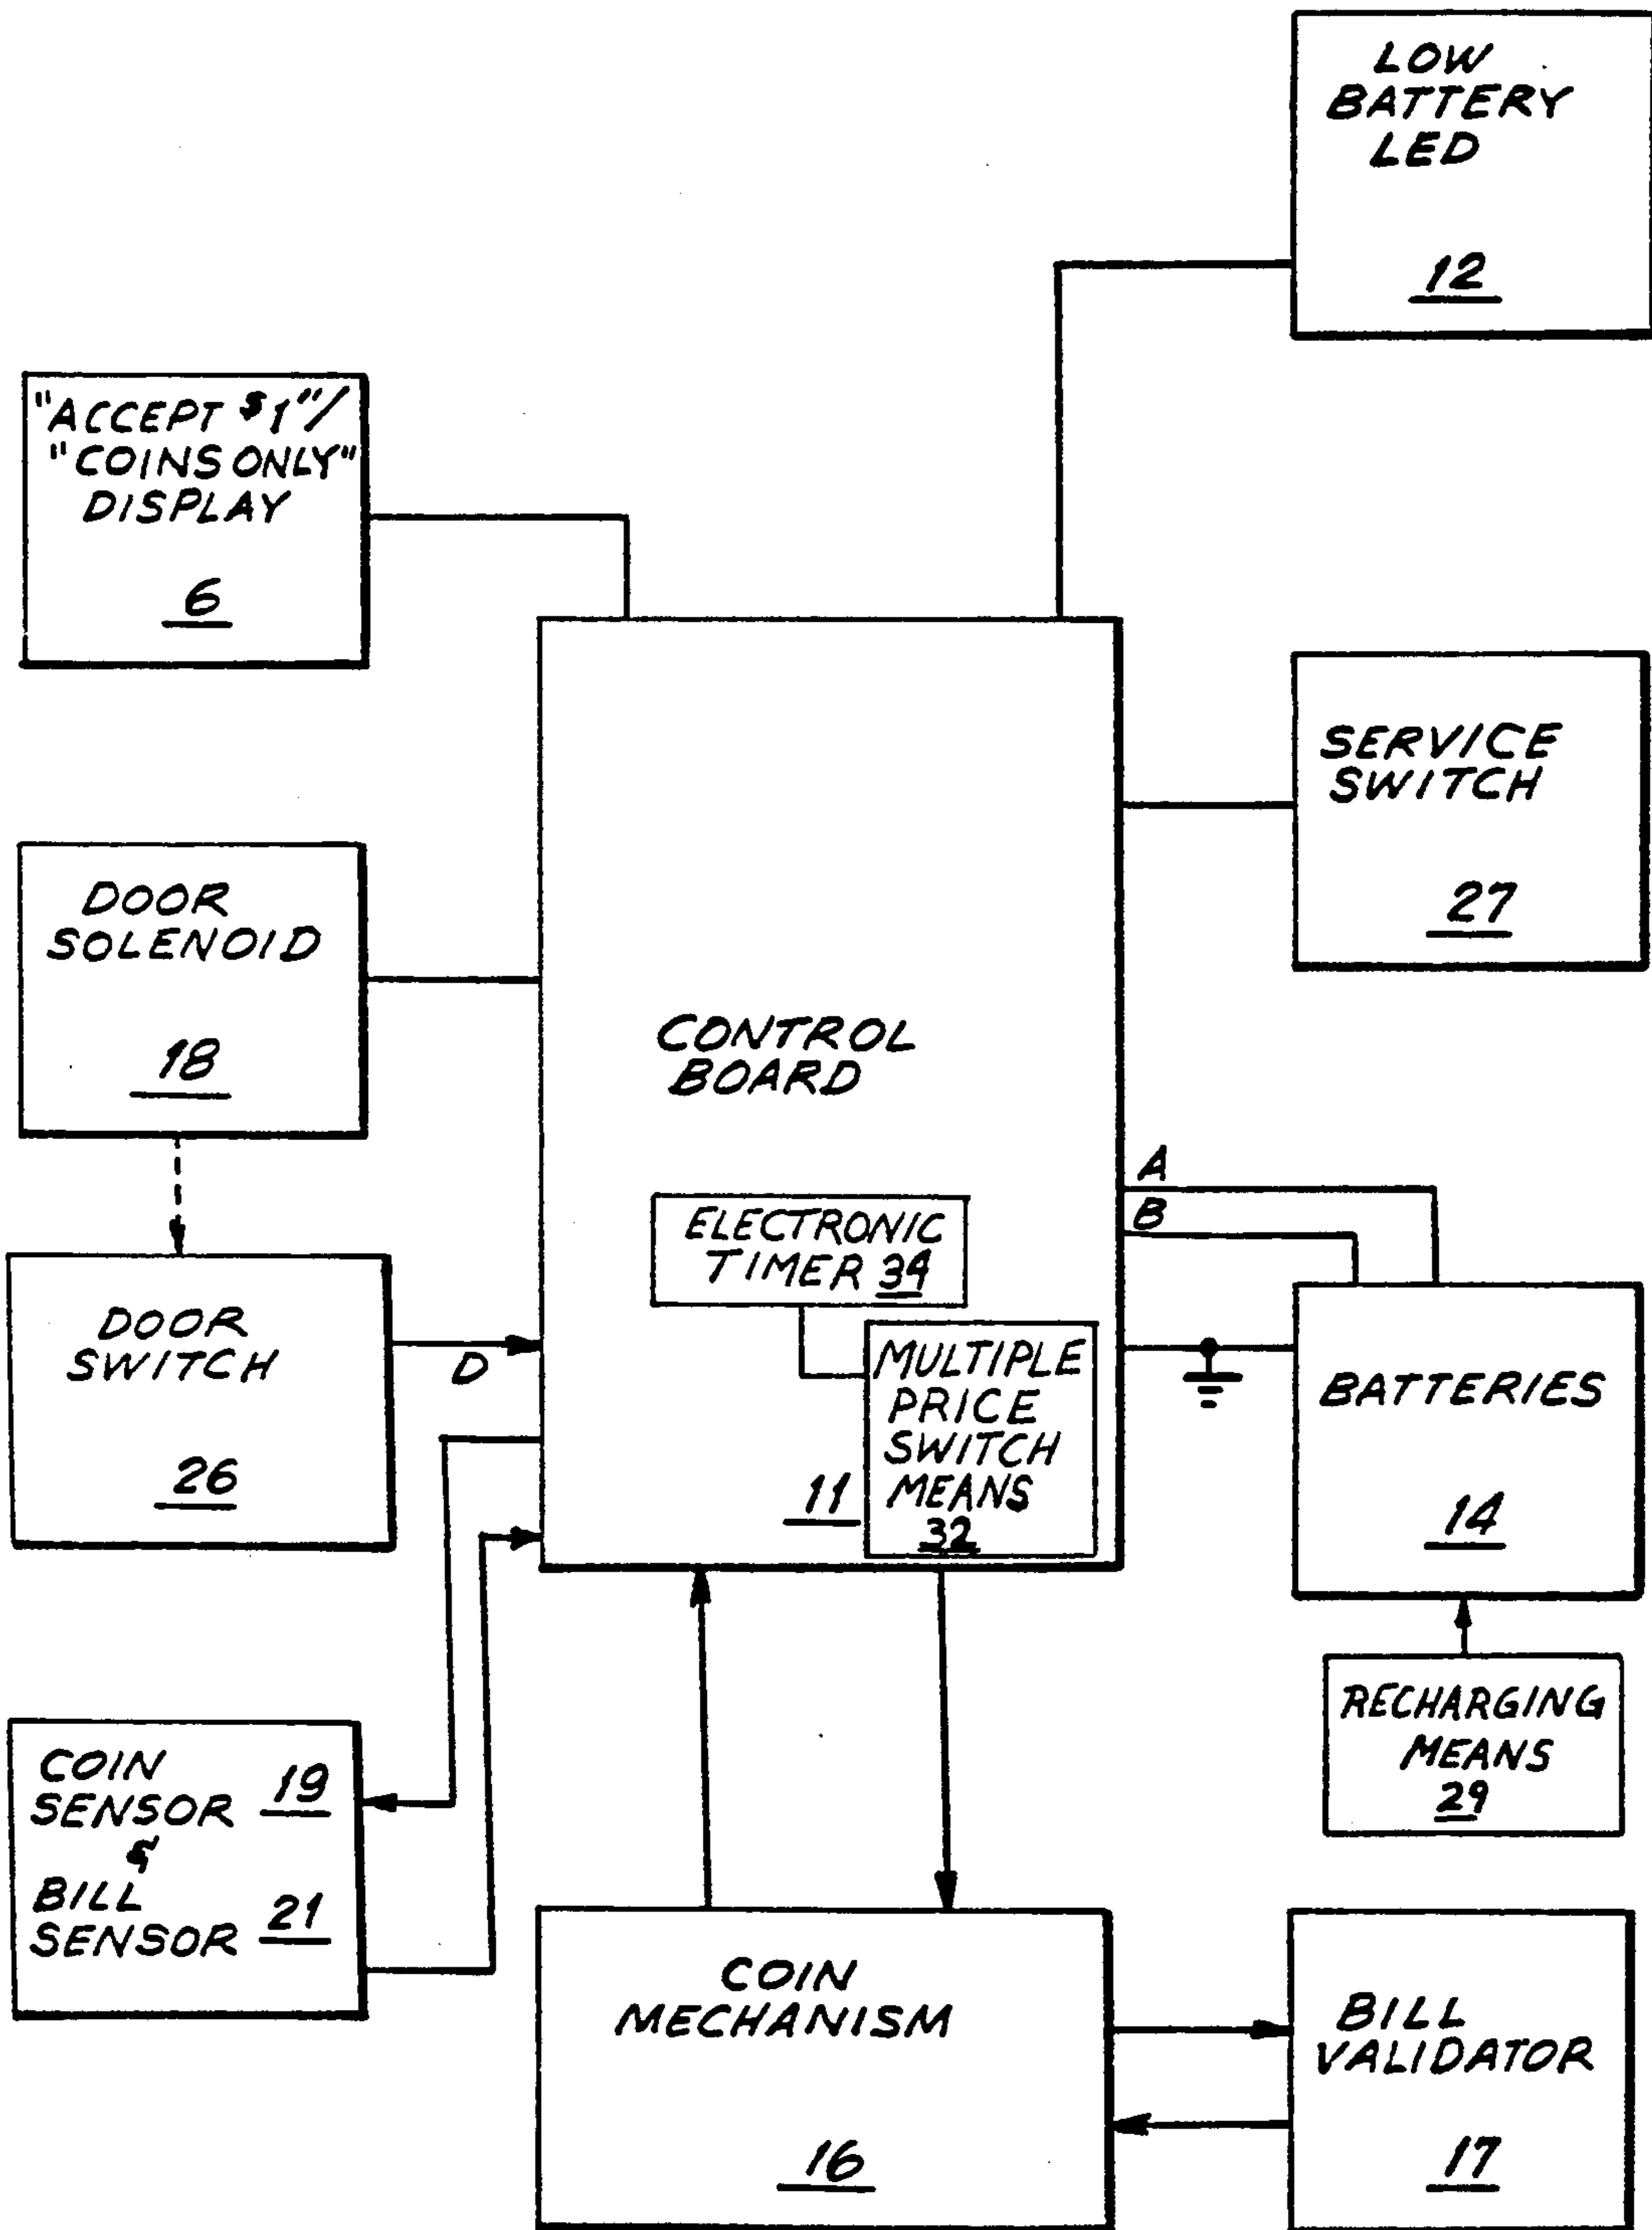 LOW
BATTERY
LED
12
"ACCEPT $1"/
"COINS ONLY"
DISPLAY
6
SERVICE
SWITCH
27
DOOR
SOLENOID
18
CONTROL
BOARD
11
ELECTRONIC
TIMER 34
MULTIPLE
PRICE
SWITCH
MEANS
32
A
B
DOOR
SWITCH
26
D
BATTERIES
14
RECHARGING
MEANS
29
COIN
SENSOR 19
&
BILL
SENSOR 21
COIN
MECHANISM
16
BILL
VALIDATOR
17